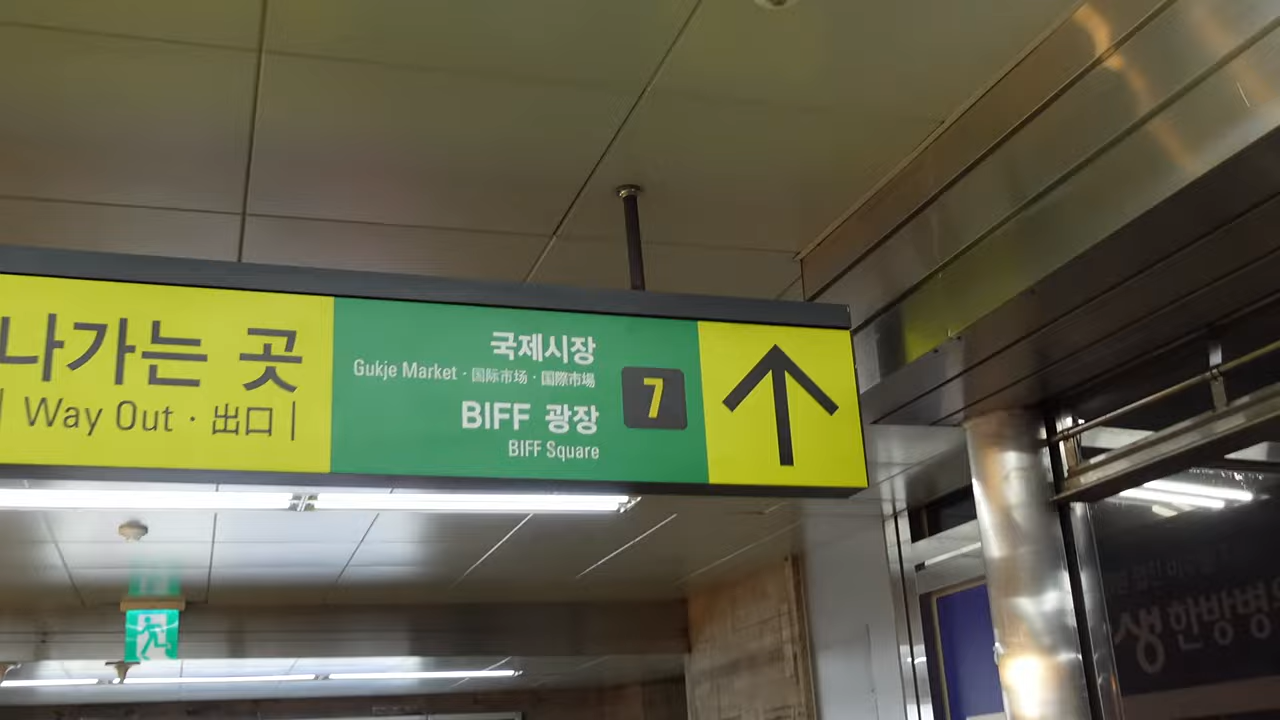 나가는 곳
| Way Out · 出口 |
국제시장
Gukje Market · 国际市场 · 国際市場
BIFF 광장
BIFF Square
7
생한방병